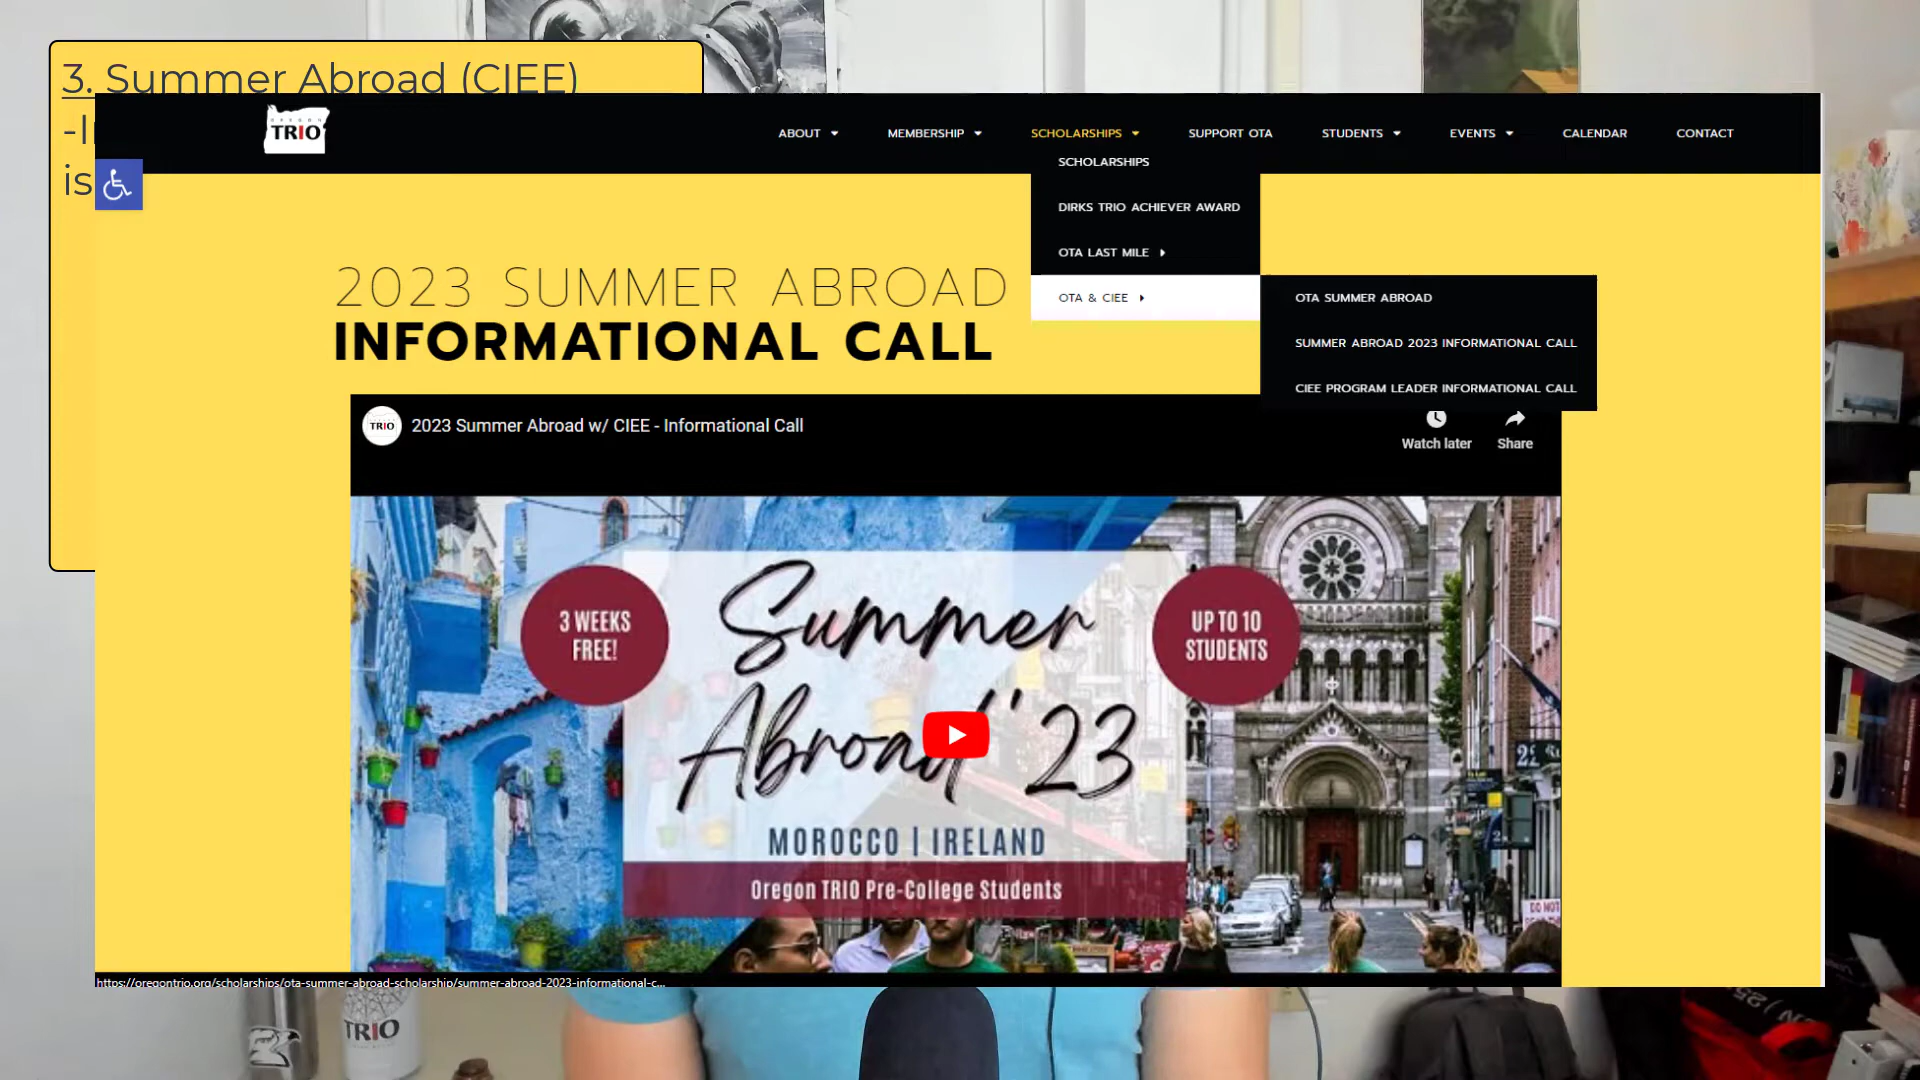 3. Summer Abroad (CIEE)
is
OREGON
TRIO
ABOUT
MEMBERSHIP
SCHOLARSHIPS
SUPPORT OTA
STUDENTS
EVENTS
CALENDAR
CONTACT
SCHOLARSHIPS
DIRKS TRIO ACHIEVER AWARD
OTA LAST MILE
OTA & CIEE
OTA SUMMER ABROAD
SUMMER ABROAD 2023 INFORMATIONAL CALL
CIEE PROGRAM LEADER INFORMATIONAL CALL
2023 SUMMER ABROAD
INFORMATIONAL CALL
TRIO
2023 Summer Abroad w/ CIEE - Informational Call
Watch later
Share
3 WEEKS
FREE!
Summer
Abroad '23
UP TO 10
STUDENTS
MOROCCO | IRELAND
Oregon TRIO Pre-College Students
DO NOT
https://oregontrio.org/scholarships/ota-summer-abroad-scholarship/summer-abroad-2023-informational-c...
TRIO